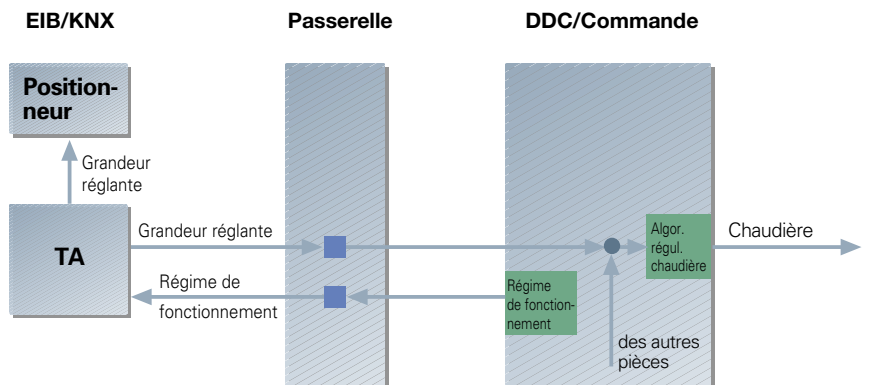 EIB/KNX
Passerelle
DDC/Commande
Position-
neur
Grandeur
réglante
TA
Grandeur réglante
Régime de
fonctionnement
Régime
de fonction-
nement
Algor.
régul.
chaudière
Chaudière
des autres
pièces